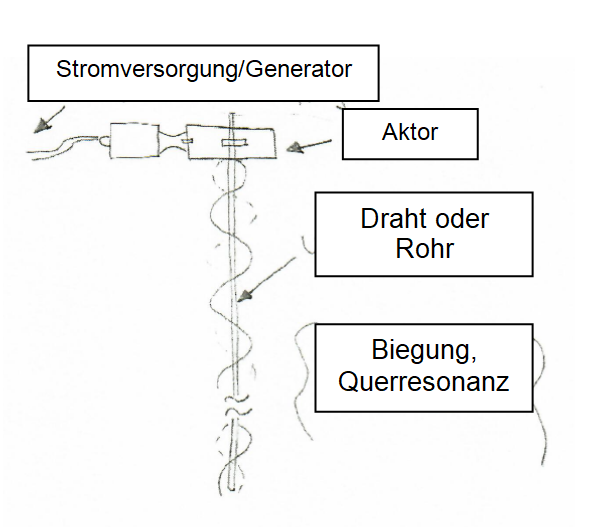 Stromversorgung/Generator
Aktor
Draht oder
Rohr
Biegung,
Querresonanz